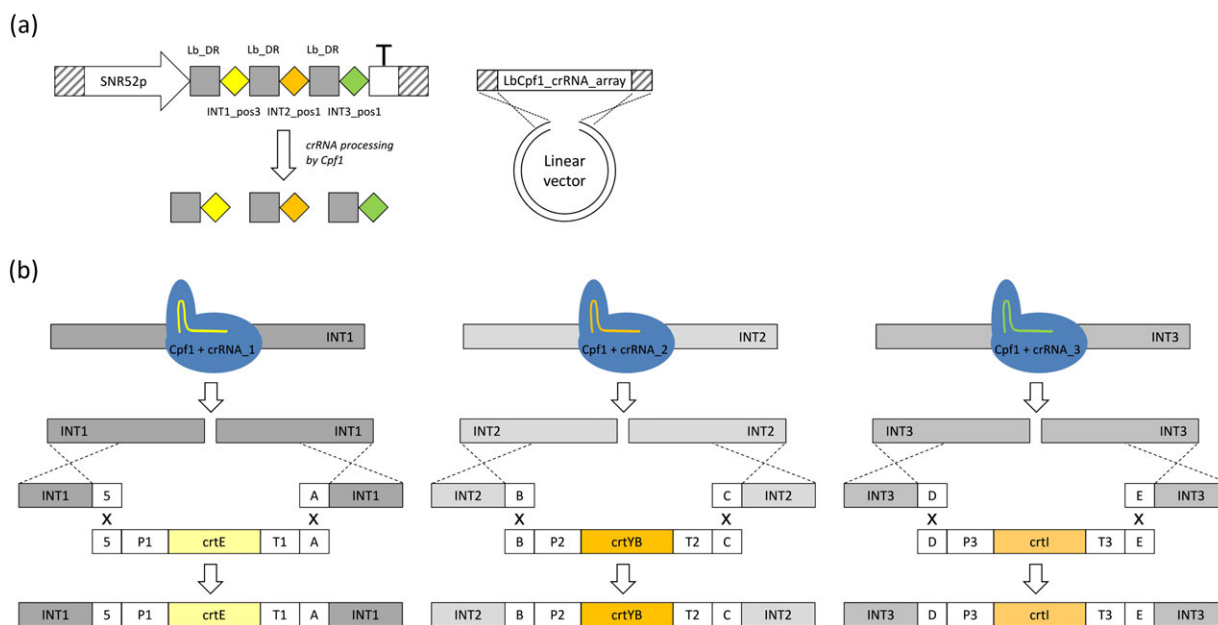 (a)
Lb_DR Lb_DR Lb_DR T
SNR52p
INT1_pos3 INT2_pos1 INT3_pos1
crRNA processing
by Cpf1
LbCpf1_crRNA_array
Linear
vector
(b)
INT1 INT2 INT3
Cpf1 + crRNA_1 Cpf1 + crRNA_2 Cpf1 + crRNA_3
INT1 INT1 INT2 INT2 INT3 INT3
INT1 5 A INT1 INT2 B C INT2 INT3 D E INT3
X X X X X X
5 P1 crtE T1 A B P2 crtYB T2 C D P3 crtI T3 E
INT1 5 P1 crtE T1 A INT1 INT2 B P2 crtYB T2 C INT2 INT3 D P3 crtI T3 E INT3